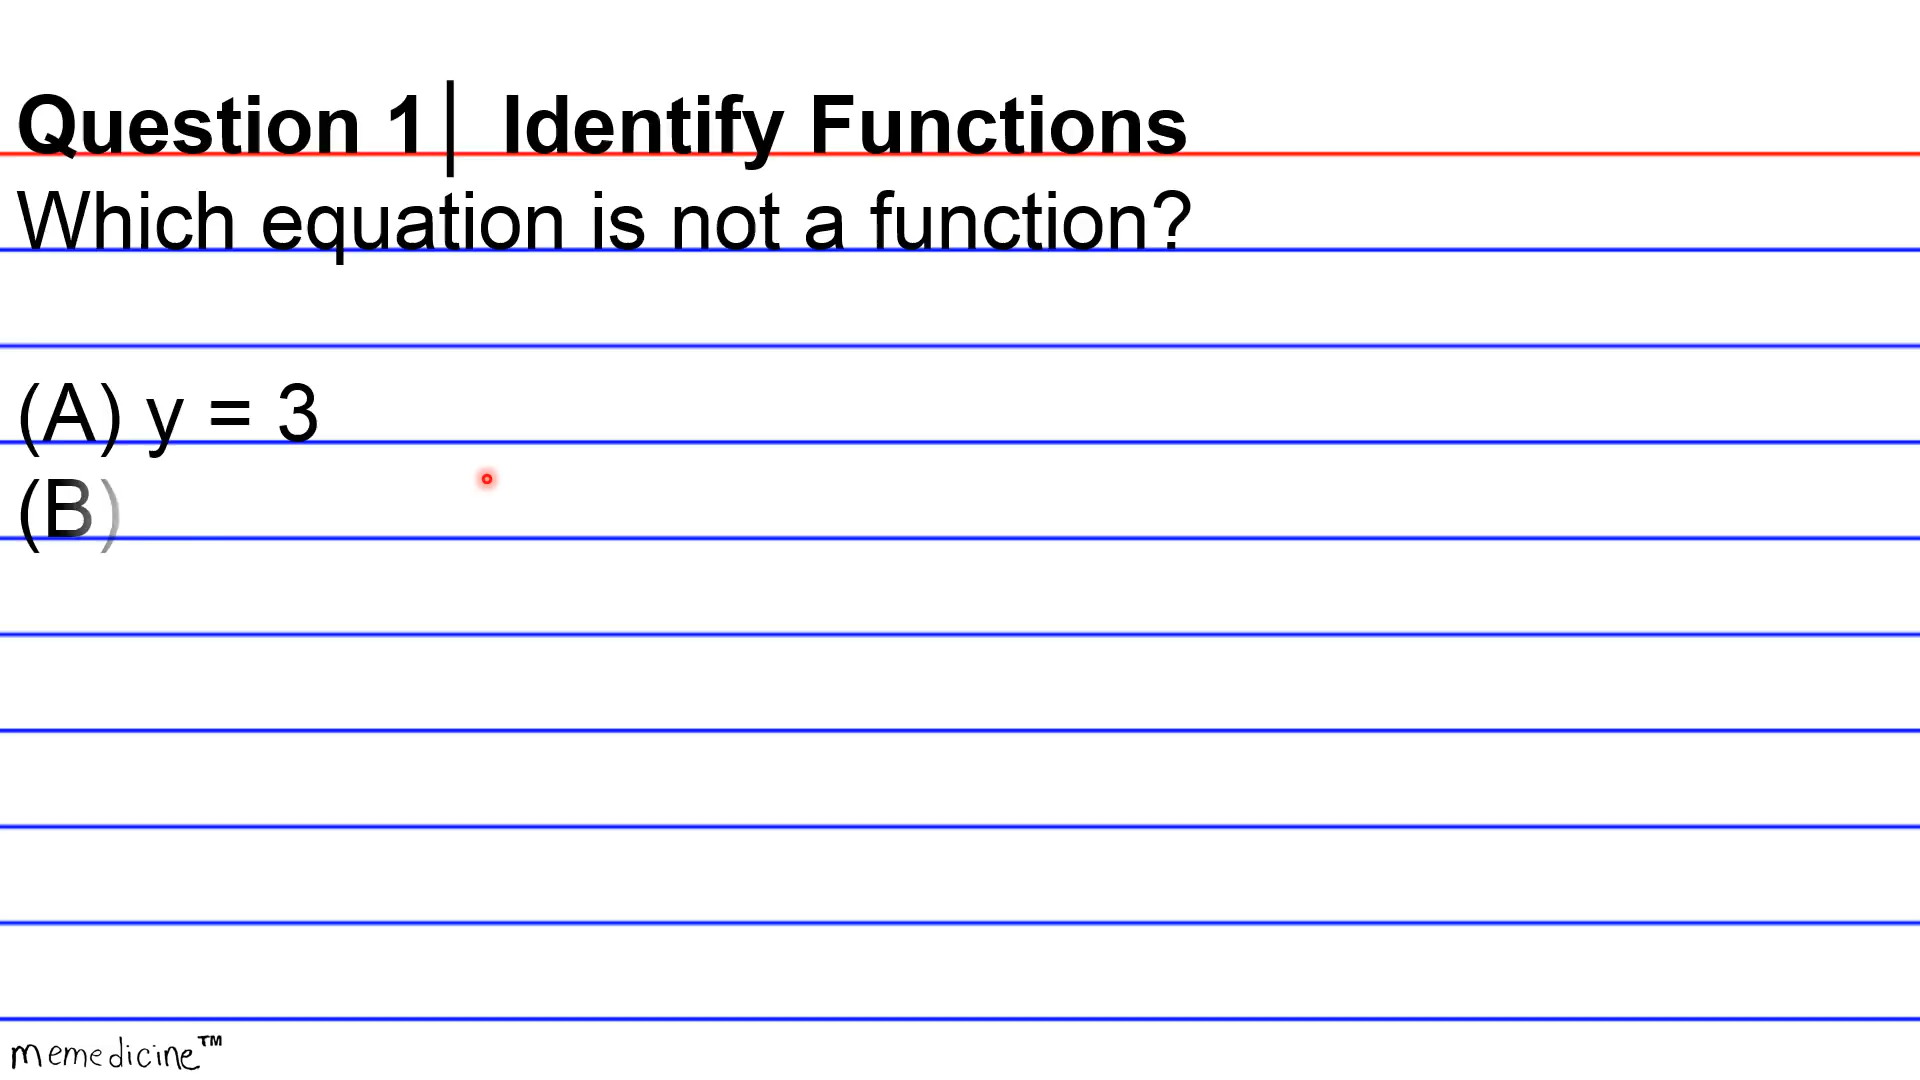 Question 1| Identify Functions
Which equation is not a function?
(A) y = 3
(B)
memedicine™